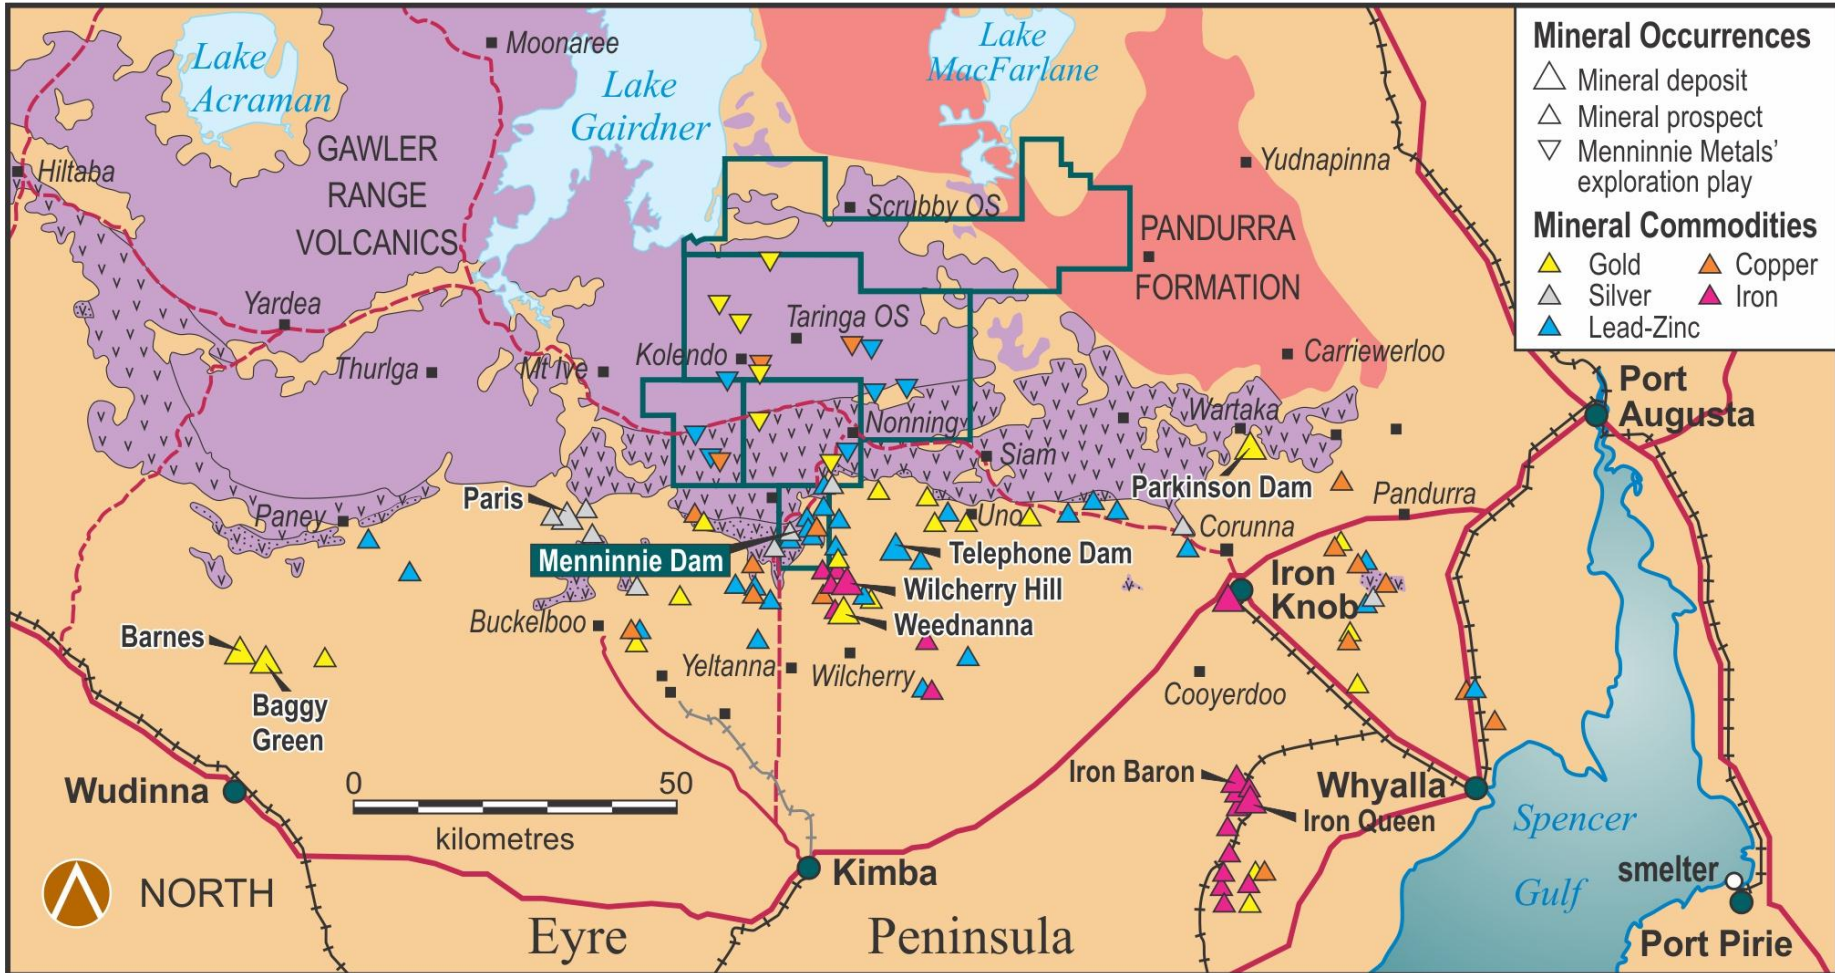 Lake
Acraman
Moonaree
Lake
Gairdner
Lake
MacFarlane
Mineral Occurrences
Mineral deposit
Mineral prospect
Menninnie Metals'
exploration play
Mineral Commodities
Gold
Copper
Silver
Iron
Lead-Zinc
Hiltaba
GAWLER
RANGE
VOLCANICS
Scrubby OS
Yudnapinna
PANDURRA
FORMATION
Yardea
Taringa OS
Kolendo
Thurlga
Mt Ive
Carriewerloo
Port
Augusta
Nonning
Wartaka
Siam
Parkinson Dam
Pandurra
Paris
Paney
Uno
Corunna
Menninnie Dam
Telephone Dam
Wilcherry Hill
Weednanna
Iron
Knob
Buckelboo
Barnes
Yeltanna
Wilcherry
Cooyerdoo
Baggy
Green
Wudinna
0
50
kilometres
Iron Baron
Whyalla
Iron Queen
Spencer
Gulf
smelter
Port Pirie
Kimba
NORTH
Eyre
Peninsula